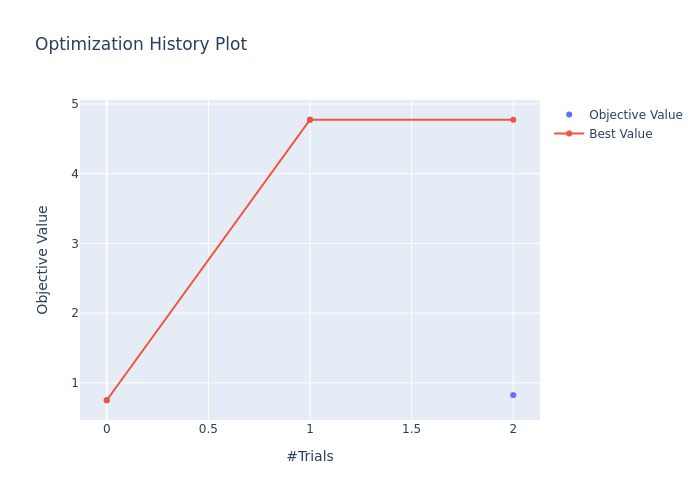 Optimization History Plot
Objective Value
Best Value
5
4
3
2
1
Objective Value
0
0.5
1
1.5
2
#Trials